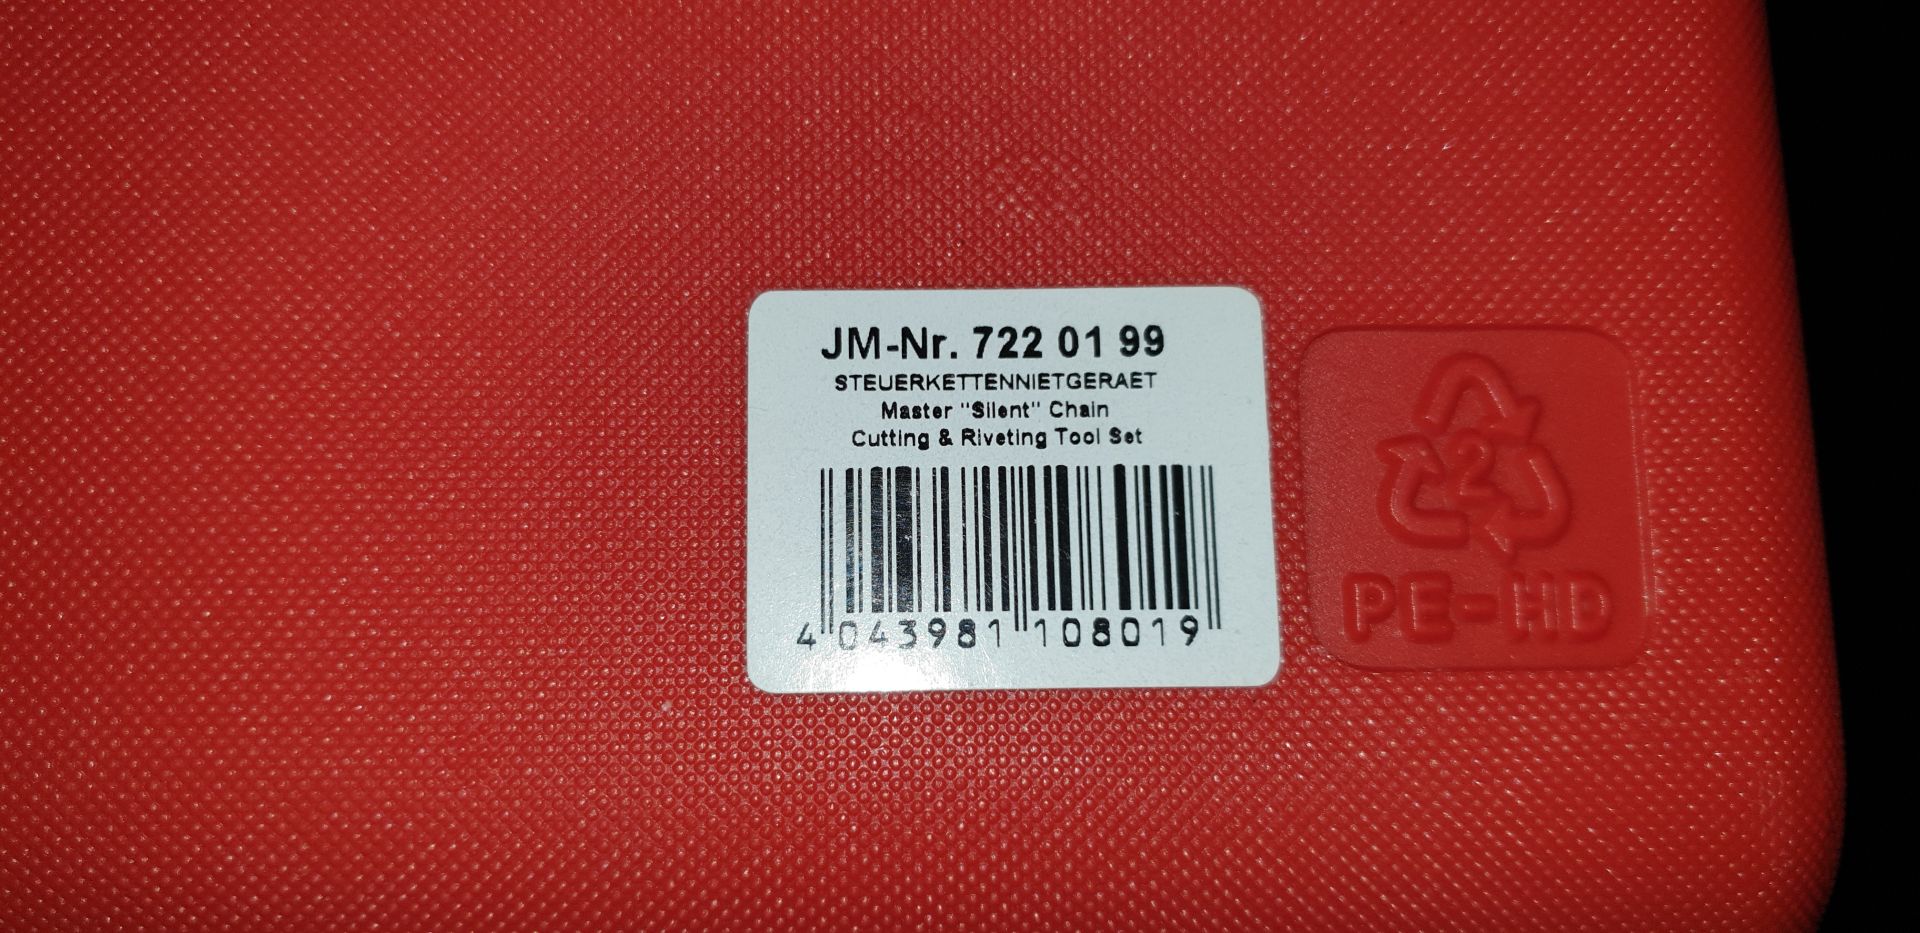 JM-Nr. 722 01 99
STEUERKETTENNIETGERAET
Master "Silent" Chain
Cutting & Riveting Tool Set
4 043981 108019
2
PE-HD